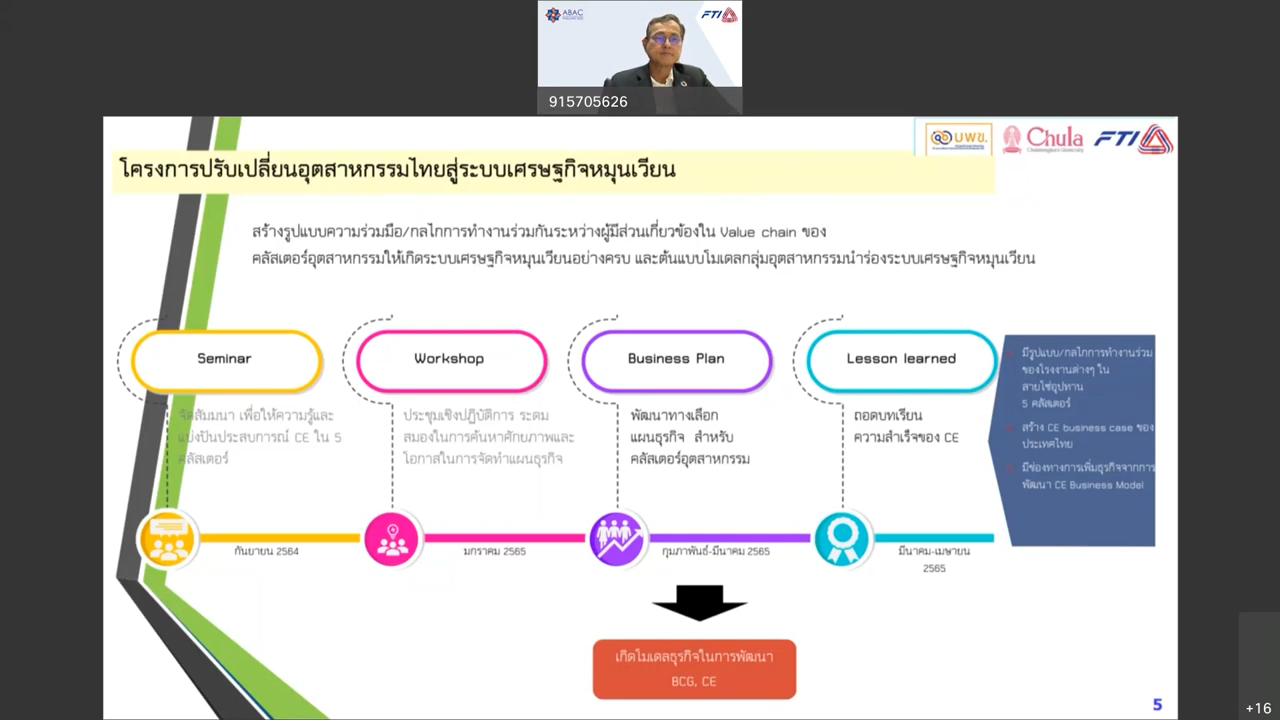 ABAC
FTI
915705626
บพข.
Chula
Chulalongkorn University
FTI
โครงการปรับเปลี่ยนอุตสาหกรรมไทยสู่ระบบเศรษฐกิจหมุนเวียน
สร้างรูปแบบความร่วมมือ/กลไกการทำงานร่วมกันระหว่างผู้มีส่วนเกี่ยวข้องใน Value chain ของ
คลัสเตอร์อุตสาหกรรมให้เกิดระบบเศรษฐกิจหมุนเวียนอย่างครบ และต้นแบบโมเดลกลุ่มอุตสาหกรรมนำร่องระบบเศรษฐกิจหมุนเวียน
Seminar
จัดสัมมนา เพื่อให้ความรู้และ
แบ่งปันประสบการณ์ CE ใน 5
คลัสเตอร์
กันยายน 2564
Workshop
ประชุมเชิงปฏิบัติการ ระดม
สมองในการค้นหาศักยภาพและ
โอกาสในการจัดทำแผนธุรกิจ
มกราคม 2565
Business Plan
พัฒนาทางเลือก
แผนธุรกิจ สำหรับ
คลัสเตอร์อุตสาหกรรม
กุมภาพันธ์-มีนาคม 2565
Lesson learned
ถอดบทเรียน
ความสำเร็จของ CE
มีนาคม-เมษายน
2565
มีรูปแบบ/กลไกการทำงานร่วม
ของโรงงานต่างๆ ใน
สายโซ่อุปทาน
5 คลัสเตอร์
สร้าง CE business case ของ
ประเทศไทย
มีช่องทางการเพิ่มธุรกิจจากการ
พัฒนา CE Business Model
เกิดโมเดลธุรกิจในการพัฒนา
BCG, CE
5
+16